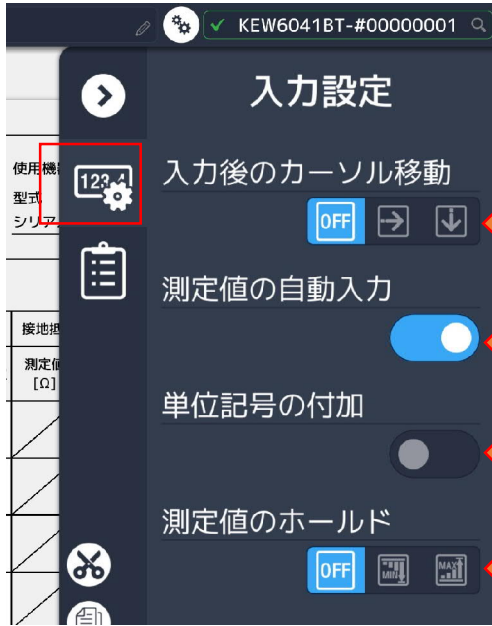 KEW6041BT-#00000001
入力設定
使用機
型式
シリア
123.4
入力後のカーソル移動
OFF
測定値の自動入力
接地抵
測定値
[Ω]
単位記号の付加
測定値のホールド
OFF
MIN
MAX